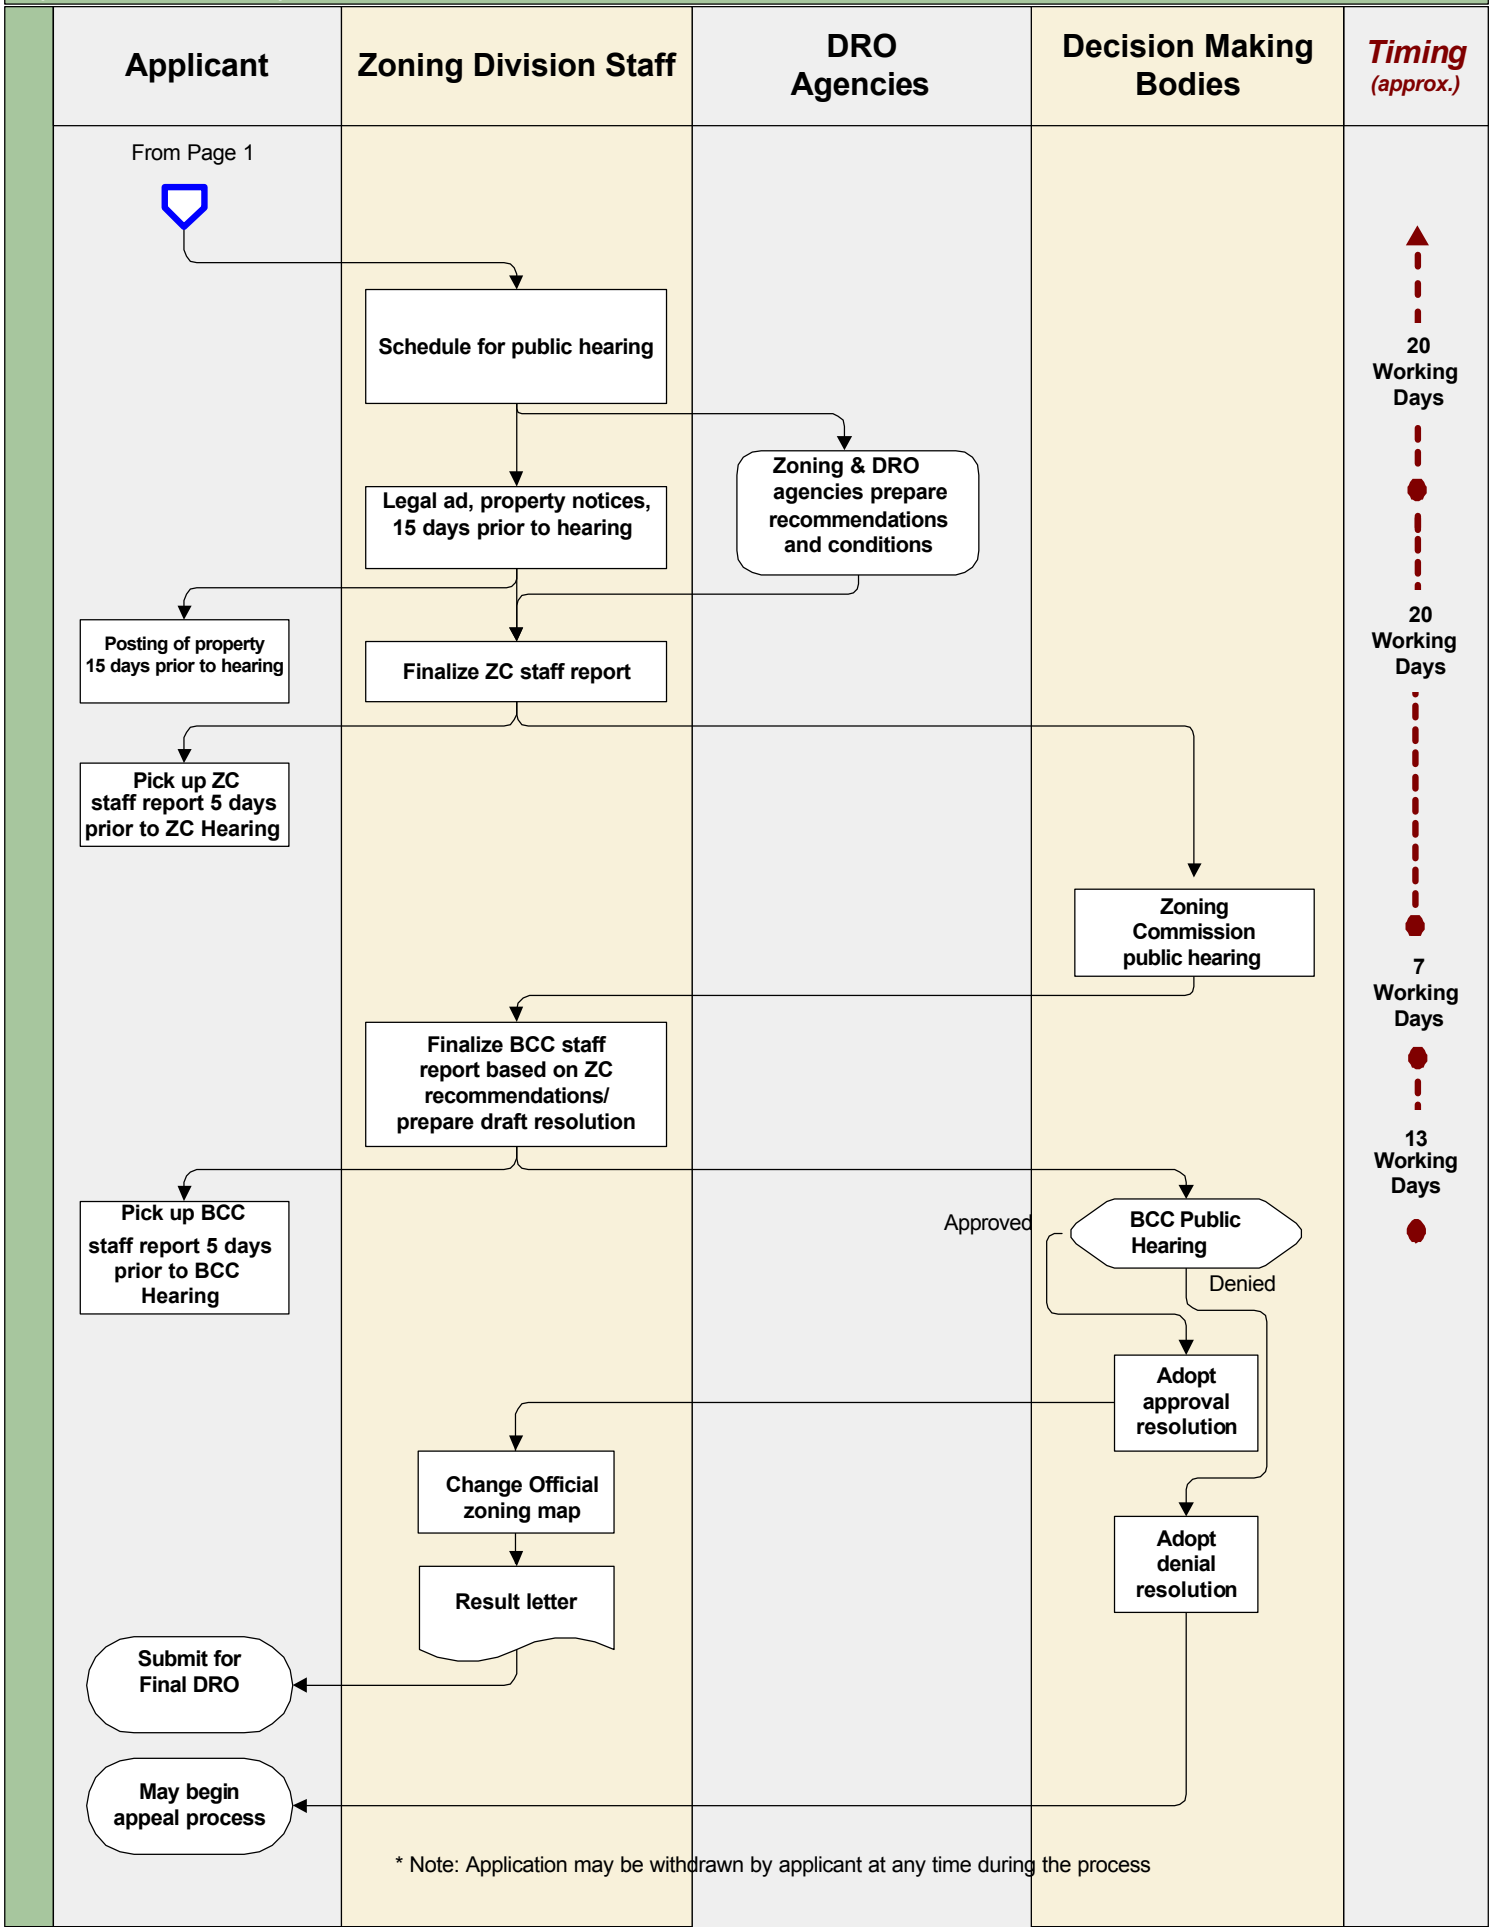 Applicant
Zoning Division Staff
DRO
Agencies
Decision Making
Bodies
Timing
(approx.)
From Page 1
Schedule for public hearing
20
Working
Days
Legal ad, property notices,
15 days prior to hearing
Zoning & DRO
agencies prepare
recommendations
and conditions
Posting of property
15 days prior to hearing
Finalize ZC staff report
20
Working
Days
Pick up ZC
staff report 5 days
prior to ZC Hearing
Zoning
Commission
public hearing
7
Working
Days
Finalize BCC staff
report based on ZC
recommendations/
prepare draft resolution
13
Working
Days
Pick up BCC
staff report 5 days
prior to BCC
Hearing
Approved
BCC Public
Hearing
Denied
Adopt
approval
resolution
Change Official
zoning map
Adopt
denial
resolution
Result letter
Submit for
Final DRO
May begin
appeal process
* Note: Application may be withdrawn by applicant at any time during the process